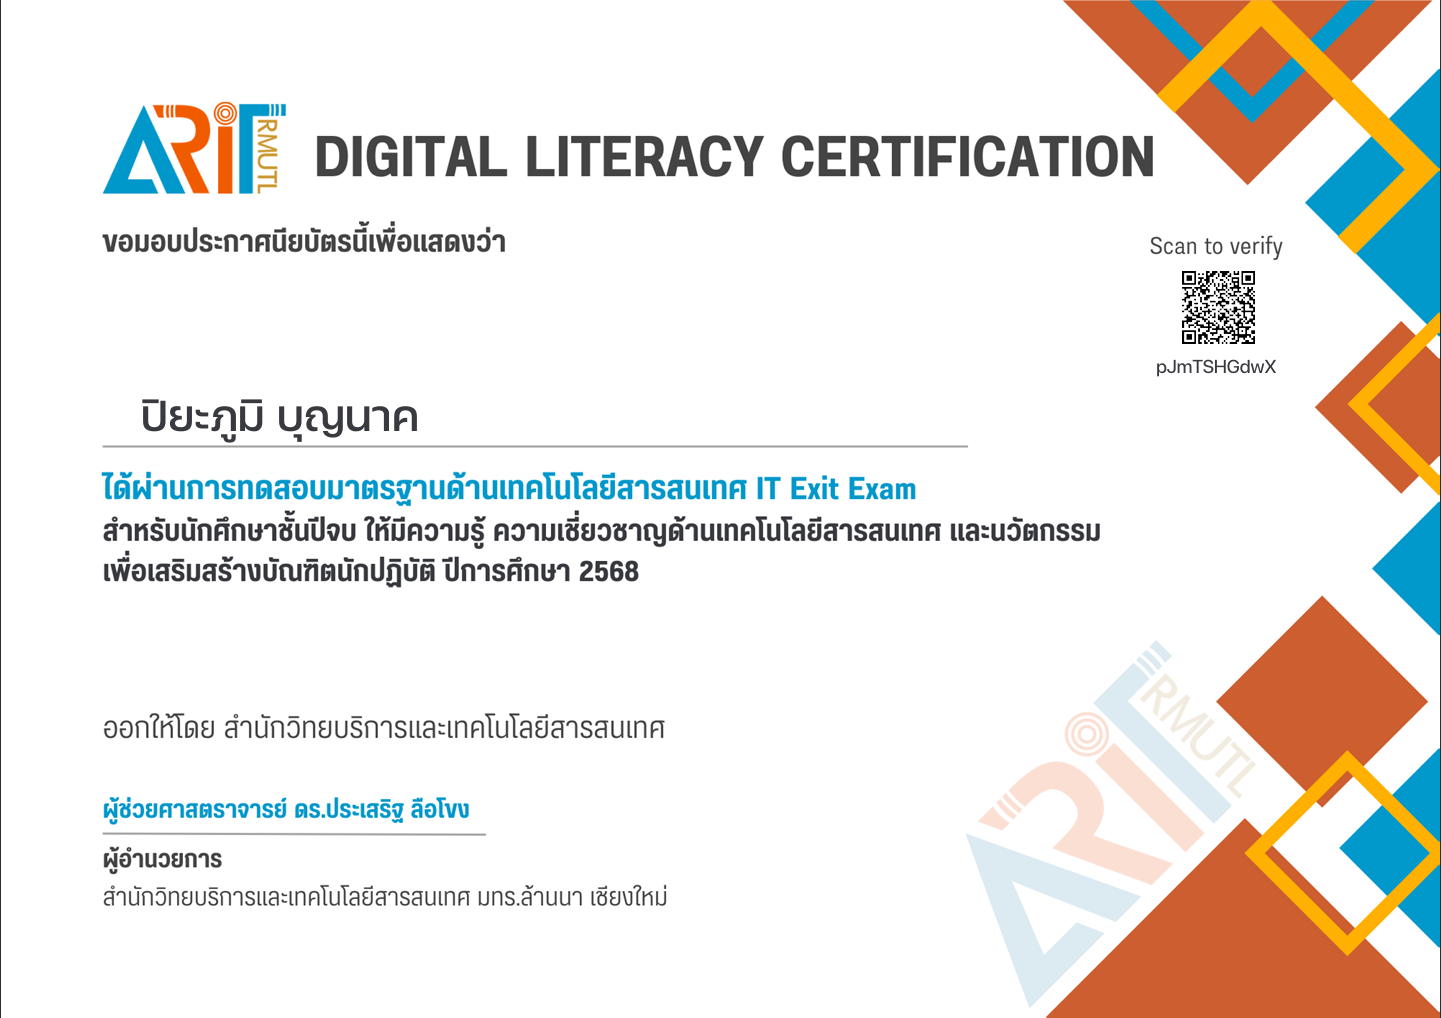 ARIT RMUTL
DIGITAL LITERACY CERTIFICATION
ขอมอบประกาศนียบัตรนี้เพื่อแสดงว่า
Scan to verify
pJmTSHGdwX
ปิยะภูมิ บุญนาค
ได้ผ่านการทดสอบมาตรฐานด้านเทคโนโลยีสารสนเทศ IT Exit Exam
สำหรับนักศึกษาชั้นปีจบ ให้มีความรู้ ความเชี่ยวชาญด้านเทคโนโลยีสารสนเทศ และนวัตกรรม
เพื่อเสริมสร้างบัณฑิตนักปฏิบัติ ปีการศึกษา 2568
ออกให้โดย สำนักวิทยบริการและเทคโนโลยีสารสนเทศ
ผู้ช่วยศาสตราจารย์ ดร.ประเสริฐ ลือโขง
ผู้อำนวยการ
สำนักวิทยบริการและเทคโนโลยีสารสนเทศ มทร.ล้านนา เชียงใหม่
ARIT RMUTL